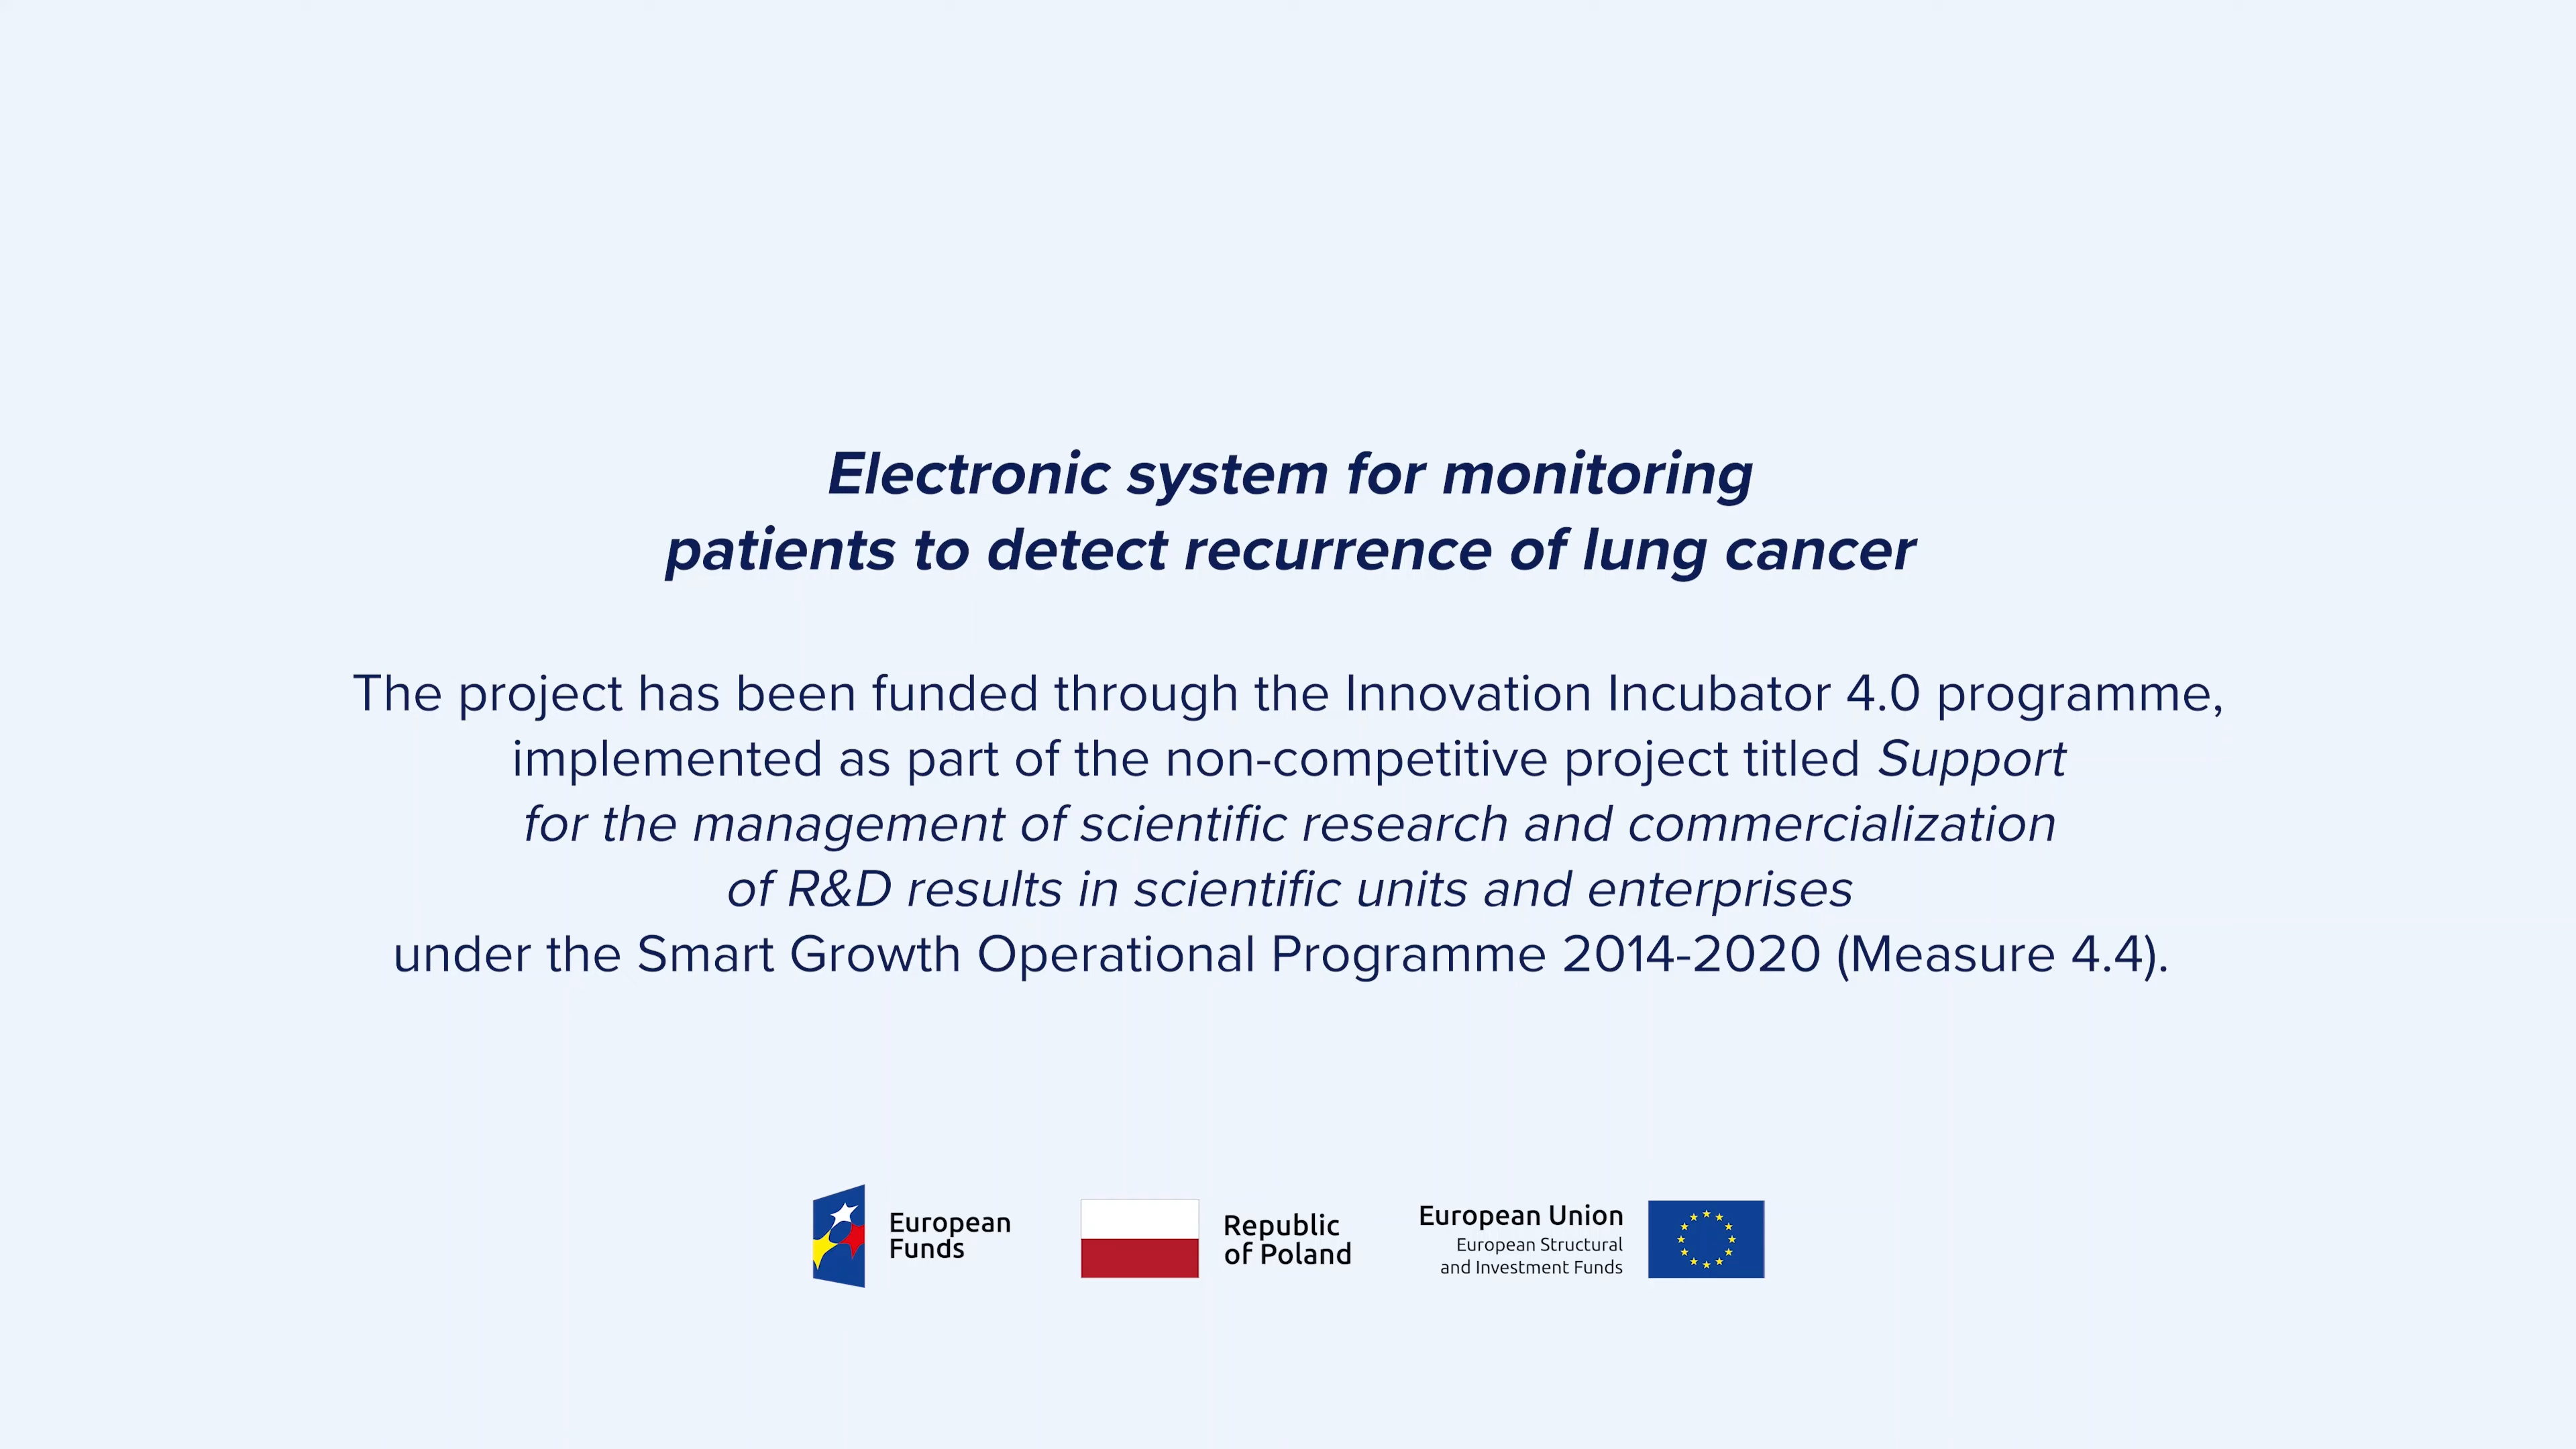 Electronic system for monitoring
patients to detect recurrence of lung cancer
The project has been funded through the Innovation Incubator 4.0 programme,
implemented as part of the non-competitive project titled Support
for the management of scientific research and commercialization
of R&D results in scientific units and enterprises
under the Smart Growth Operational Programme 2014-2020 (Measure 4.4).
European
Funds
Republic
of Poland
European Union
European Structural
and Investment Funds